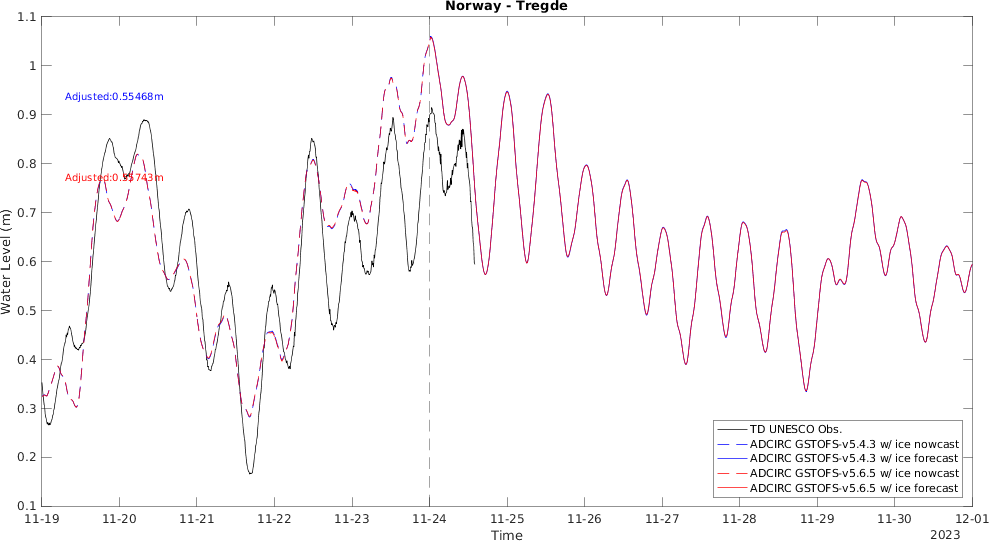 Norway - Tregde
Water Level (m)
1.1
1
0.9
0.8
0.7
0.6
0.5
0.4
0.3
0.2
0.1
Adjusted:0.55468m
Adjusted:0.55743m
TD UNESCO Obs.
ADCIRC GSTOFS-v5.4.3 w/ ice nowcast
ADCIRC GSTOFS-v5.4.3 w/ ice forecast
ADCIRC GSTOFS-v5.6.5 w/ ice nowcast
ADCIRC GSTOFS-v5.6.5 w/ ice forecast
11-19 11-20 11-21 11-22 11-23 11-24 11-25 11-26 11-27 11-28 11-29 11-30 12-01
Time
2023